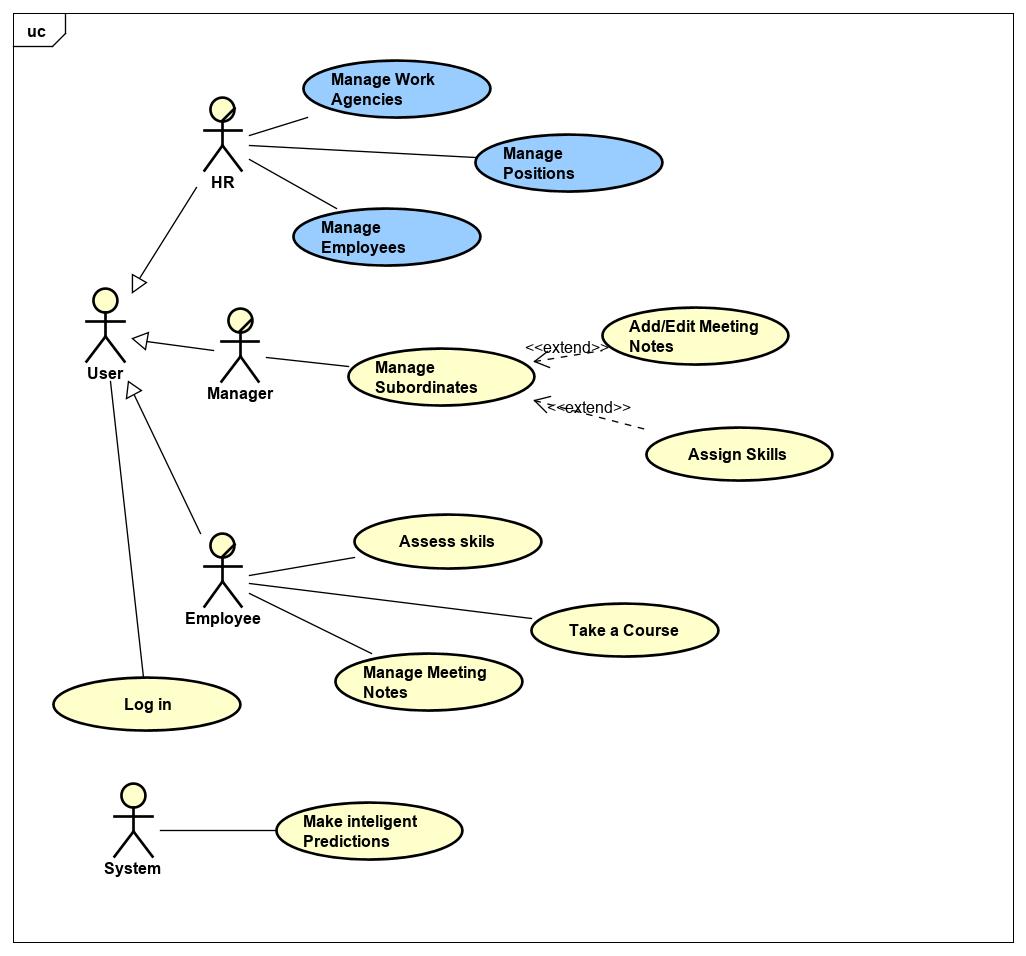 uc
Manage Work
Agencies
Manage
Positions
HR
Manage
Employees
User
Manager
Manage
Subordinates
<<extend>>
Add/Edit Meeting
Notes
<<extend>>
Assign Skills
Assess skils
Employee
Take a Course
Manage Meeting
Notes
Log in
System
Make inteligent
Predictions